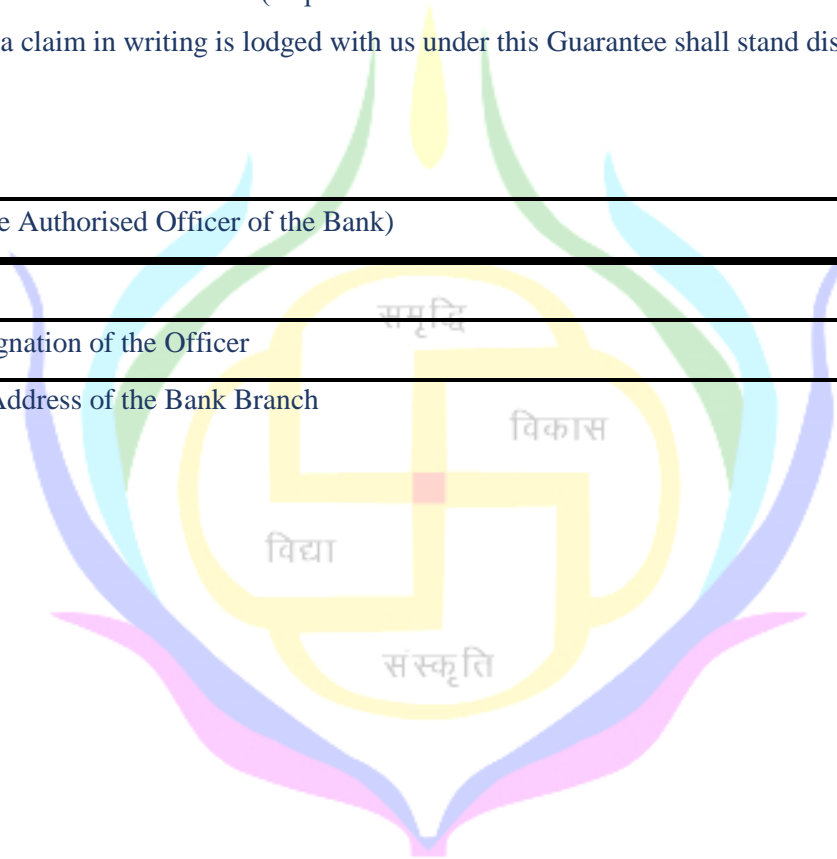 a claim in writing is lodged with us under this Guarantee shall stand dis
e Authorised Officer of the Bank)
समृद्धि
gnation of the Officer
Address of the Bank Branch
विकास
विद्या
संस्कृति